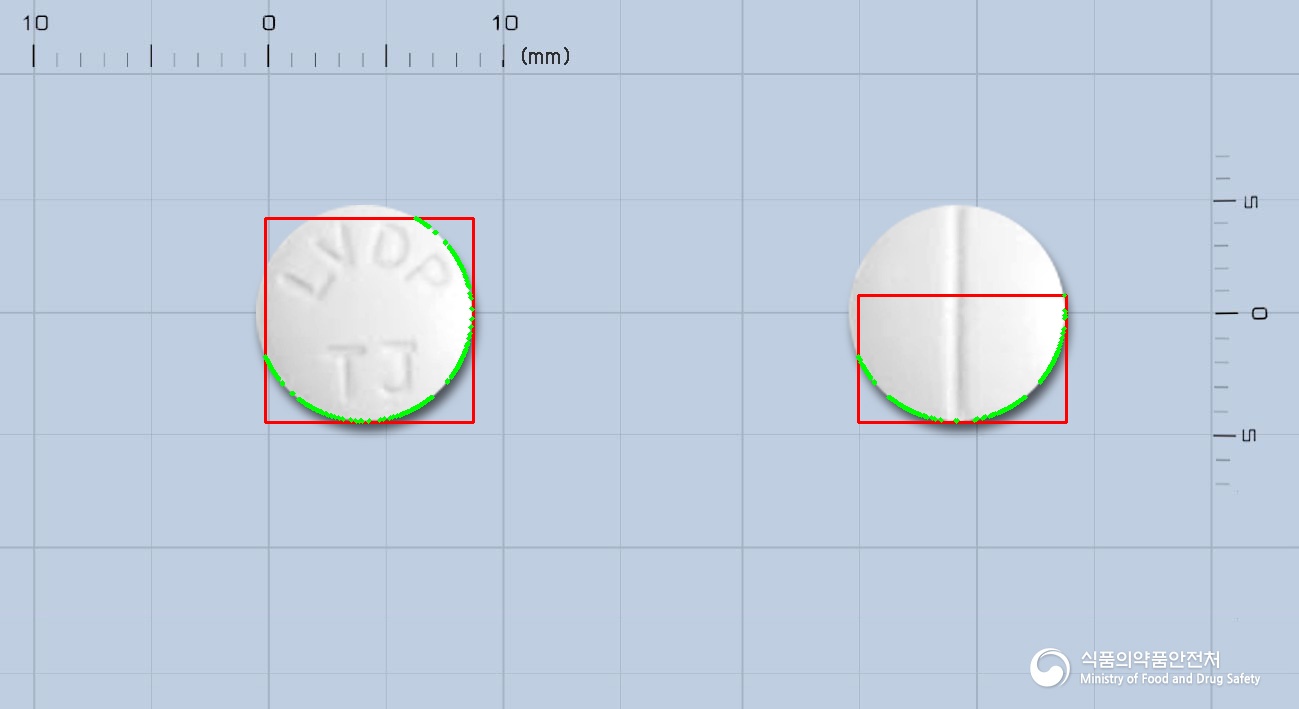 10 0 10
(mm)
LVDP
TJ
5
0
5
식품의약품안전처
Ministry of Food and Drug Safety